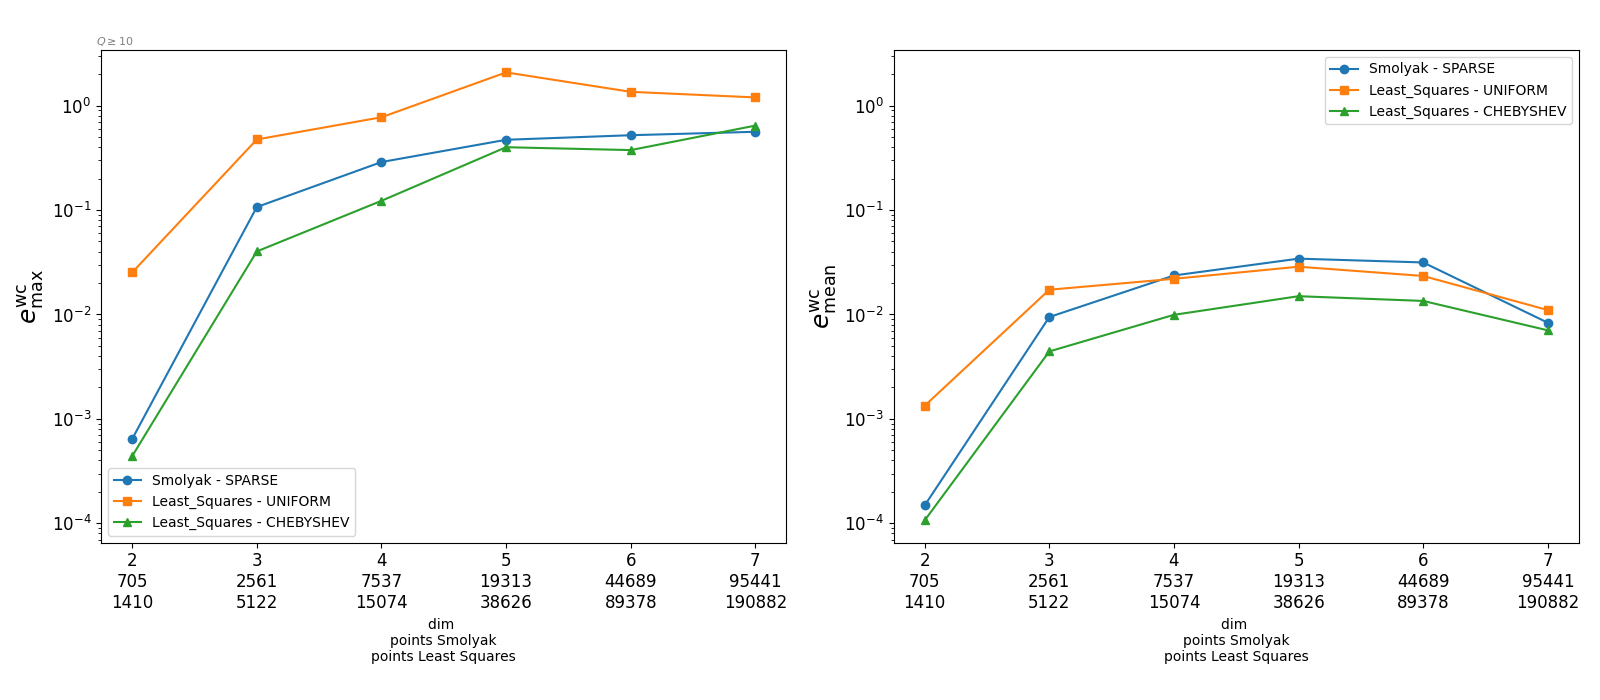 Q ≥ 10
10⁰
10⁻¹
10⁻²
10⁻³
10⁻⁴
e^wc_max
Smolyak - SPARSE
Least_Squares - UNIFORM
Least_Squares - CHEBYSHEV
2 3 4 5 6 7
705 2561 7537 19313 44689 95441
1410 5122 15074 38626 89378 190882
dim
points Smolyak
points Least Squares
10⁰
10⁻¹
10⁻²
10⁻³
10⁻⁴
e^wc_mean
Smolyak - SPARSE
Least_Squares - UNIFORM
Least_Squares - CHEBYSHEV
2 3 4 5 6 7
705 2561 7537 19313 44689 95441
1410 5122 15074 38626 89378 190882
dim
points Smolyak
points Least Squares